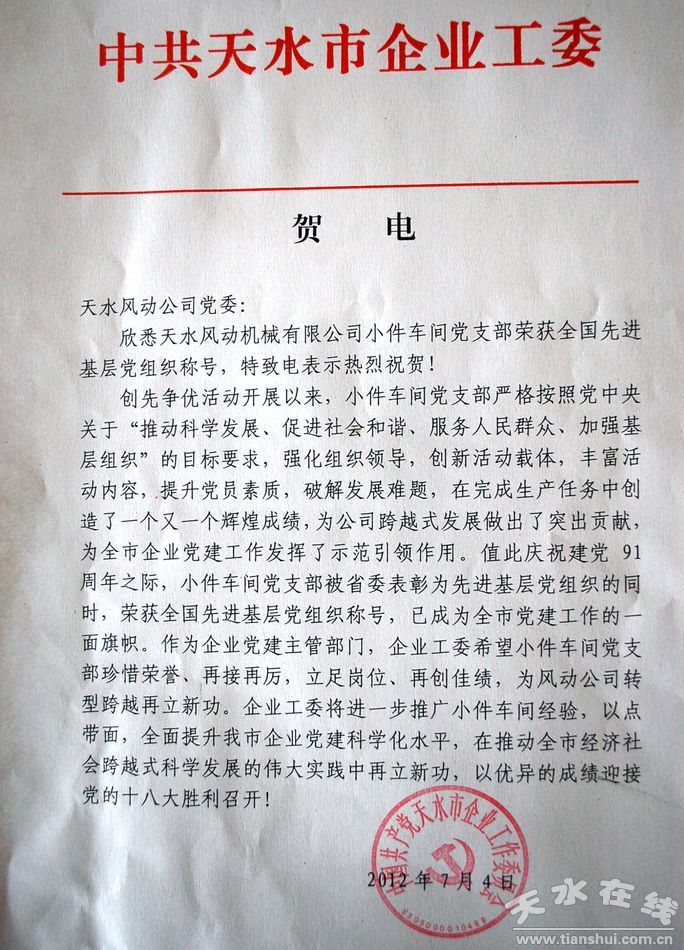 中共天水市企业工委
贺 电
天水风动公司党委：
欣悉天水风动机械有限公司小件车间党支部荣获全国先进
基层党组织称号，特致电表示热烈祝贺！
创先争优活动开展以来，小件车间党支部严格按照党中央
关于“推动科学发展、促进社会和谐、服务人民群众、加强基
层组织”的目标要求，强化组织领导，创新活动载体，丰富活
动内容，提升党员素质，破解发展难题，在完成生产任务中创
造了一个又一个辉煌成绩，为公司跨越式发展做出了突出贡献，
为全市企业党建工作发挥了示范引领作用。值此庆祝建党 91
周年之际，小件车间党支部被省委表彰为先进基层党组织的同
时，荣获全国先进基层党组织称号，已成为全市党建工作的一
面旗帜。作为企业党建主管部门，企业工委希望小件车间党支
部珍惜荣誉、再接再厉，立足岗位、再创佳绩，为风动公司转
型跨越再立新功。企业工委将进一步推广小件车间经验，以点
带面，全面提升我市企业党建科学化水平，在推动全市经济社
会跨越式科学发展的伟大实践中再立新功，以优异的成绩迎接
党的十八大胜利召开！
中国共产党天水市企业工作委员会
2012 年 7 月 4 日
6205000010469
天水在线
www.tianshui.com.cn